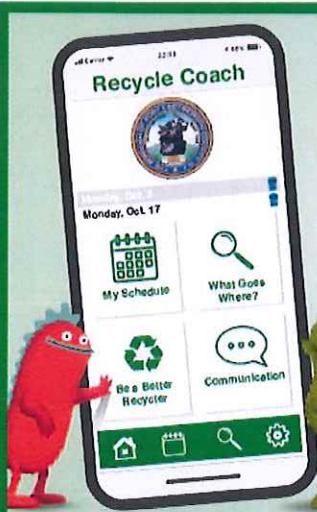 Recycle Coach
Monday, Oct. 17
My Schedule
What Goes
Where?
Be a Better
Recycler
Communication